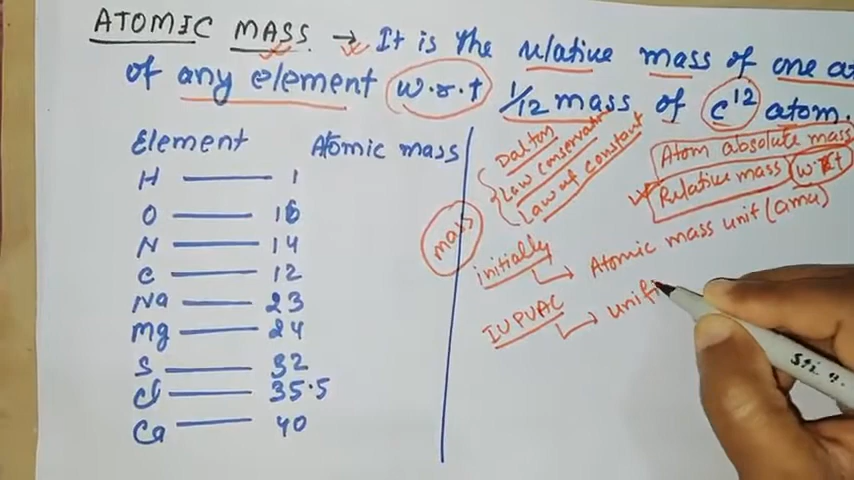 ATOMIC MASS → It is the relative mass of one
of any element w.r.t 1/12 mass of C12 atom.
Element Atomic mass
H — 1
O — 16
N — 14
C — 12
Na — 23
Mg — 24
S — 32
Cl — 35.5
Ca — 40
mass
Dalton
Law conservation
Law of constant
Atom absolute mass
Relative mass w.r.t
initially
Atomic mass unit (amu)
IUPVAC
unifi